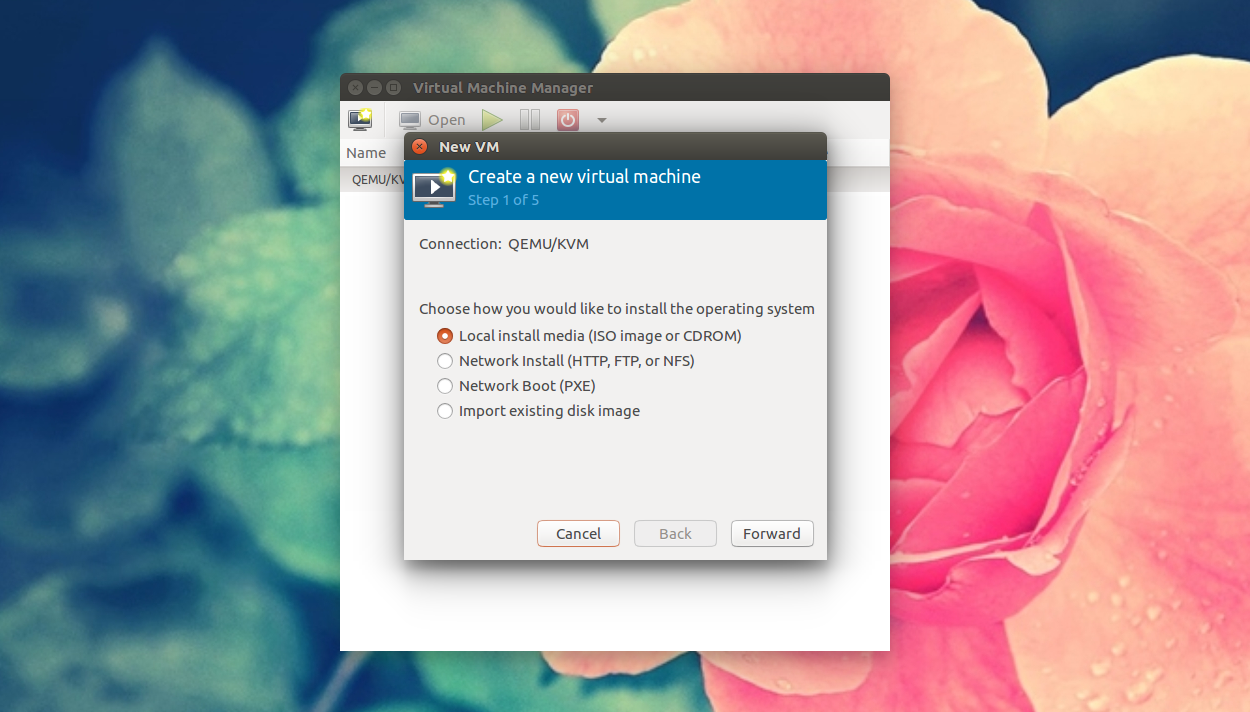 Virtual Machine Manager
Open
Name
QEMU/KV
New VM
Create a new virtual machine
Step 1 of 5
Connection: QEMU/KVM
Choose how you would like to install the operating system
Local install media (ISO image or CDROM)
Network Install (HTTP, FTP, or NFS)
Network Boot (PXE)
Import existing disk image
Cancel Back Forward